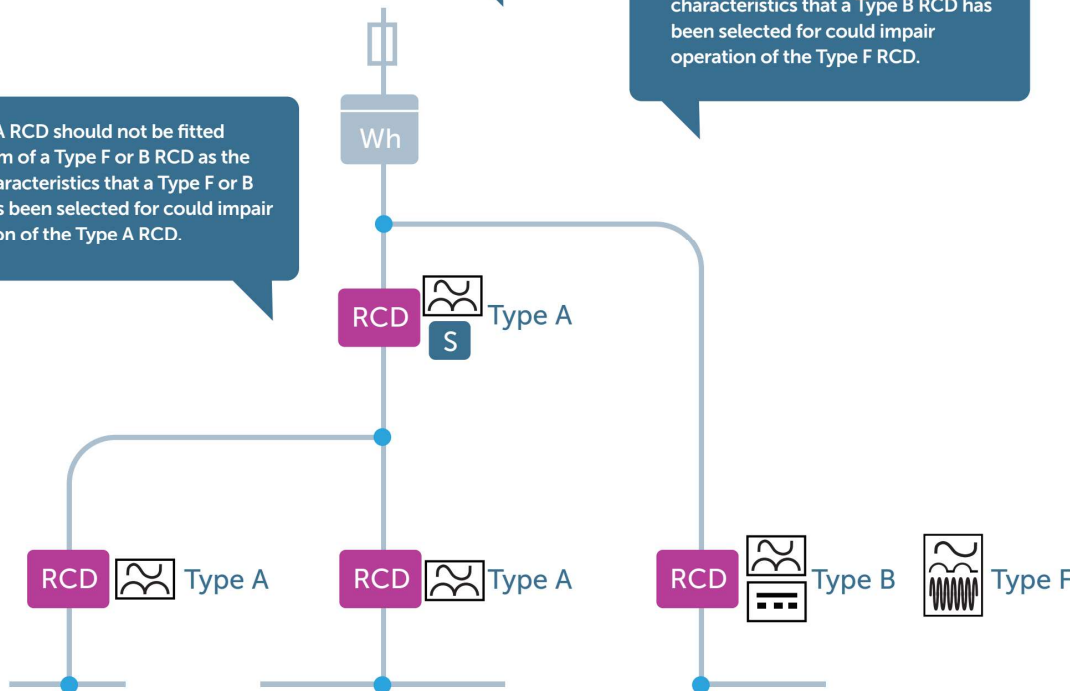 characteristics that a Type B RCD has
been selected for could impair
operation of the Type F RCD.
A RCD should not be fitted
m of a Type F or B RCD as the
aracteristics that a Type F or B
s been selected for could impair
on of the Type A RCD.
Wh
RCD Type A
S
RCD Type A
RCD Type A
RCD Type B
Type F